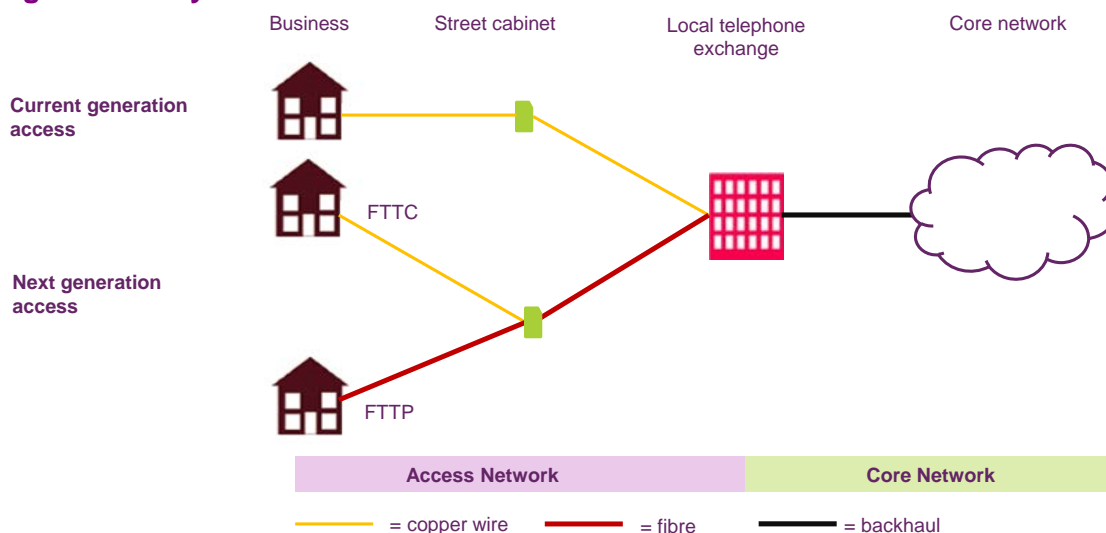 Business
Street cabinet
Local telephone
exchange
Core network
Current generation
access
FTTC
Next generation
access
FTTP
Access Network
Core Network
= copper wire
= fibre
= backhaul